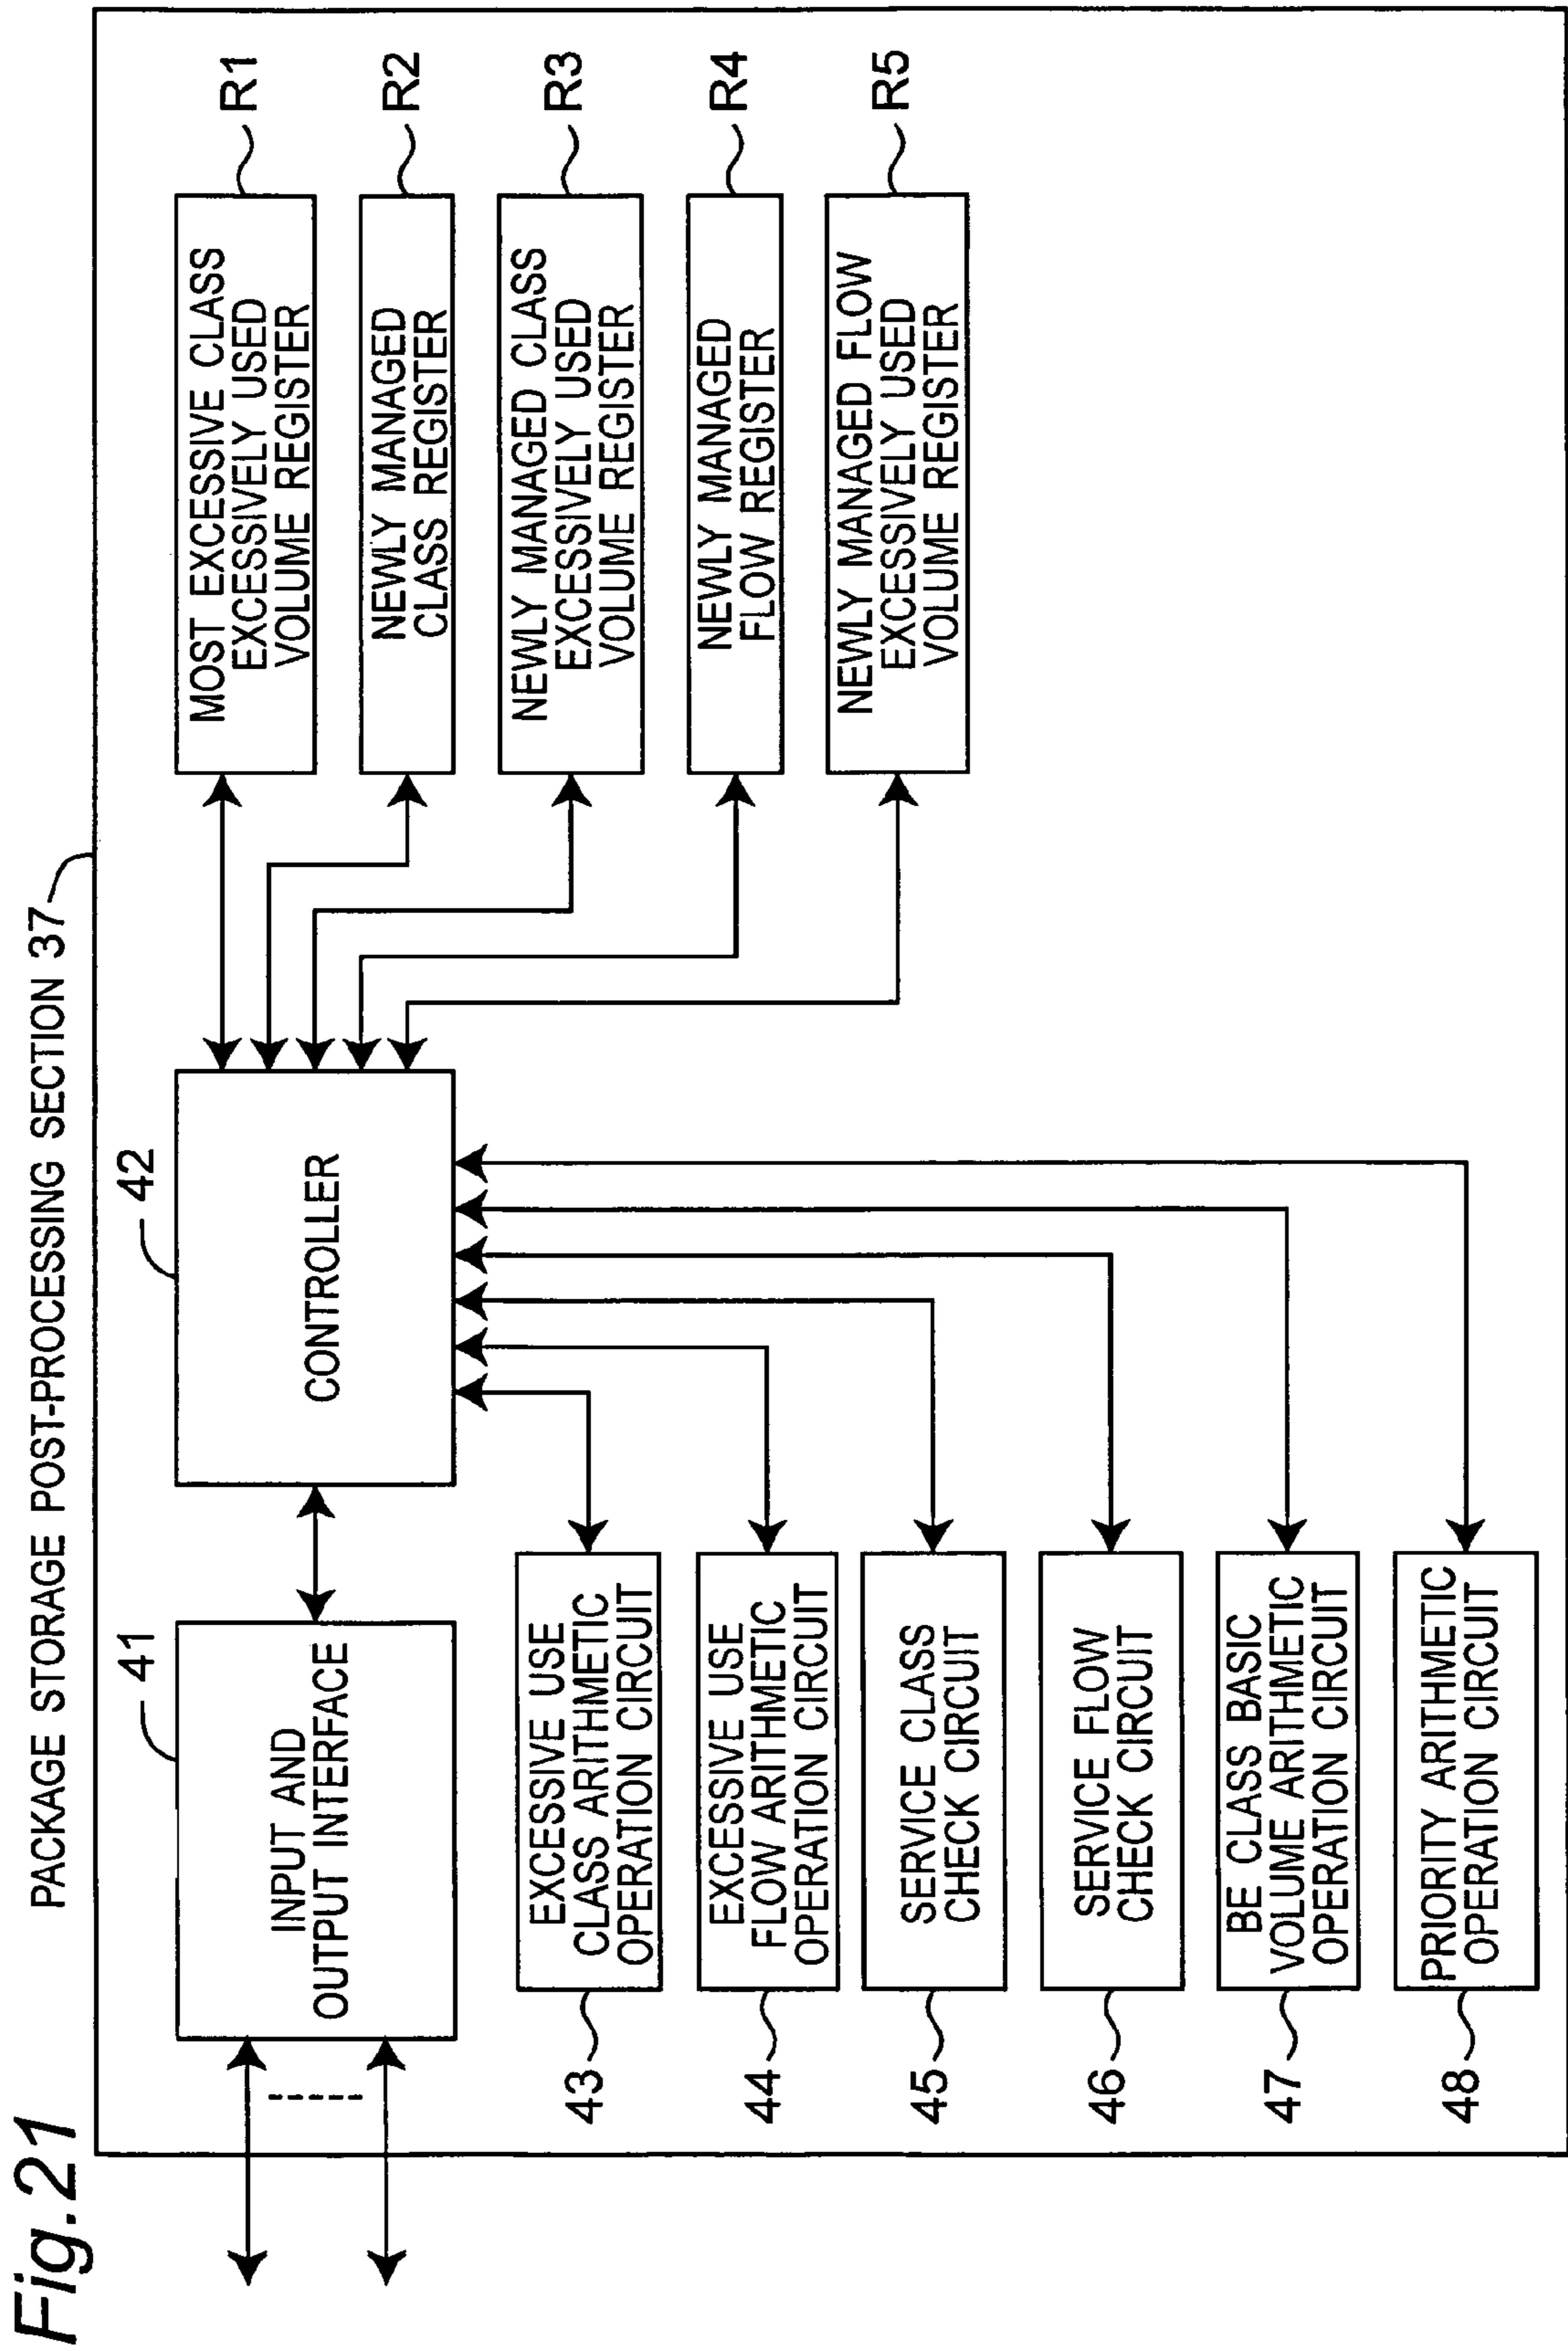 Fig.21
PACKAGE STORAGE POST-PROCESSING SECTION 37
41
INPUT AND
OUTPUT INTERFACE
42
CONTROLLER
MOST EXCESSIVE CLASS
EXCESSIVELY USED
VOLUME REGISTER
R1
NEWLY MANAGED
CLASS REGISTER
R2
NEWLY MANAGED CLASS
EXCESSIVELY USED
VOLUME REGISTER
R3
NEWLY MANAGED
FLOW REGISTER
R4
NEWLY MANAGED FLOW
EXCESSIVELY USED
VOLUME REGISTER
R5
43
EXCESSIVE USE
CLASS ARITHMETIC
OPERATION CIRCUIT
44
EXCESSIVE USE
FLOW ARITHMETIC
OPERATION CIRCUIT
45
SERVICE CLASS
CHECK CIRCUIT
46
SERVICE FLOW
CHECK CIRCUIT
47
BE CLASS BASIC
VOLUME ARITHMETIC
OPERATION CIRCUIT
48
PRIORITY ARITHMETIC
OPERATION CIRCUIT